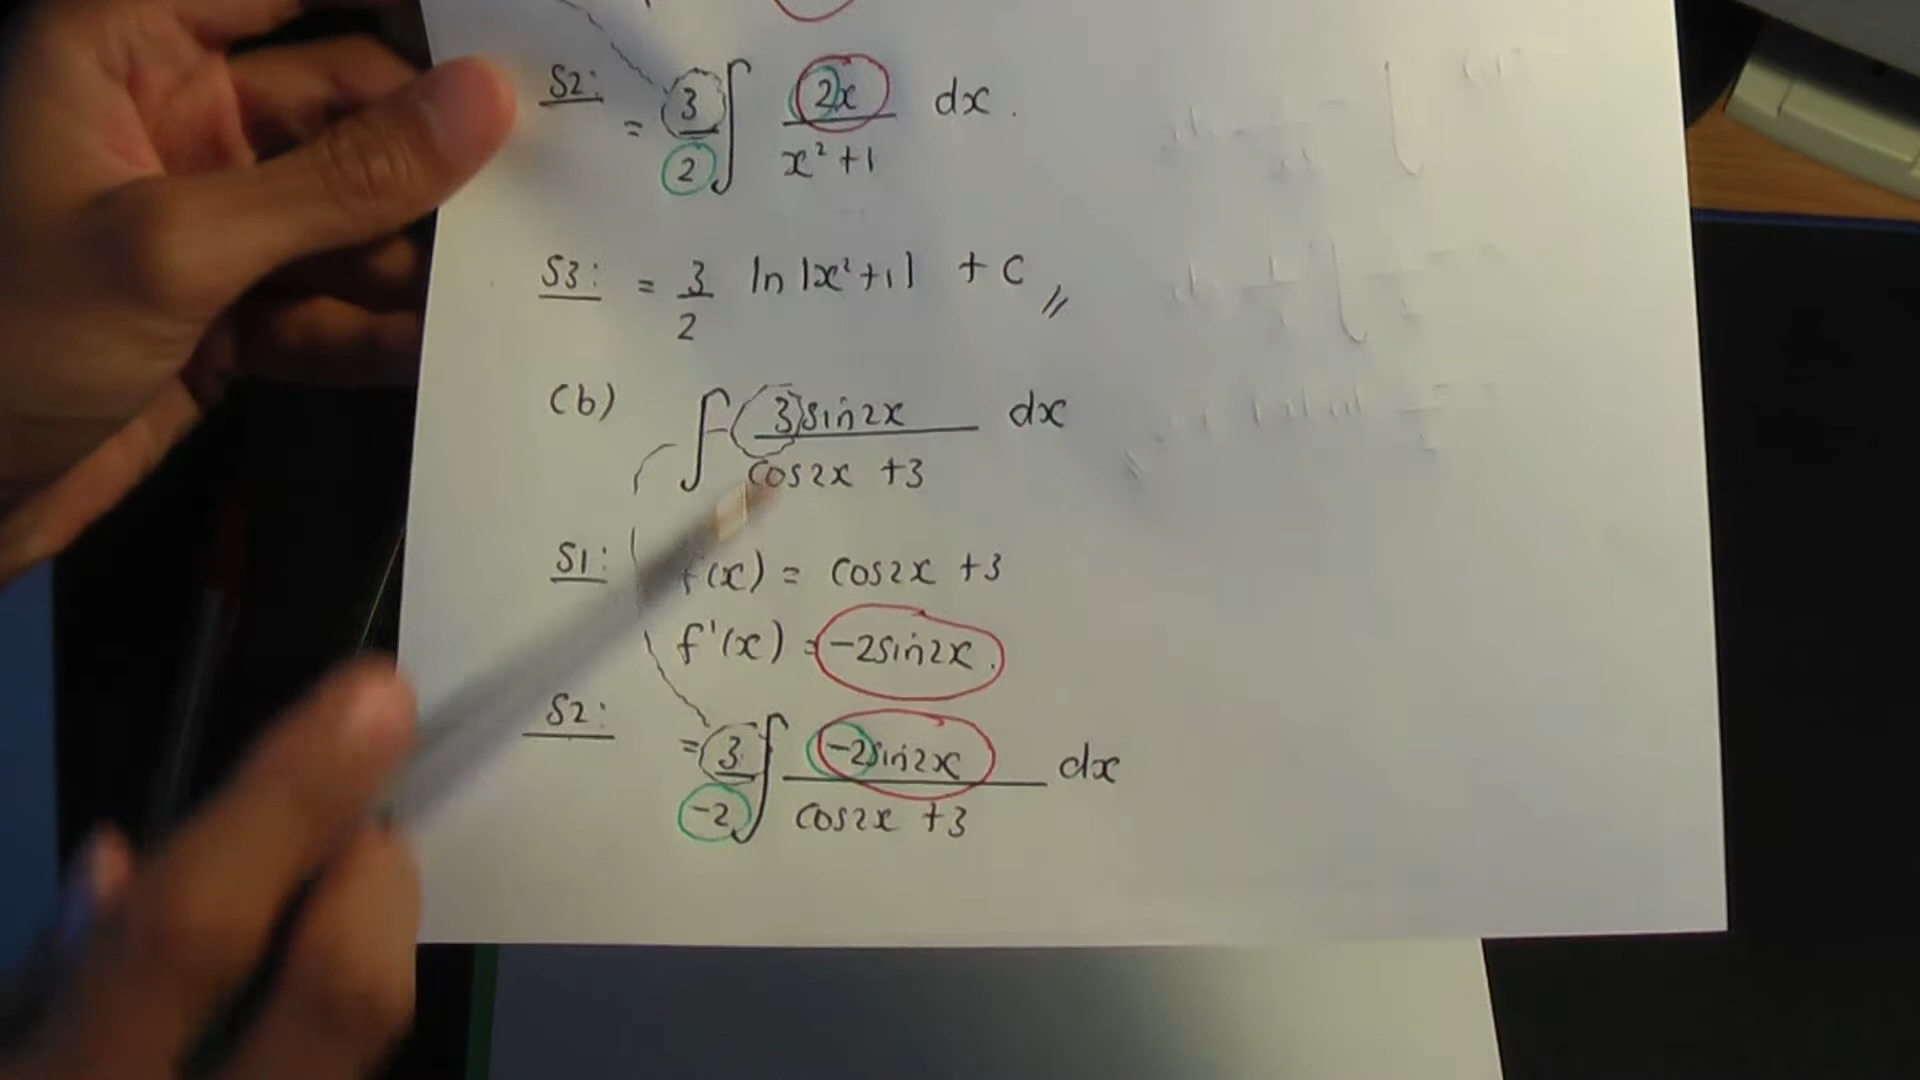 S2: = 3/2 ∫ 2x/(x²+1) dx.
S3: = 3/2 ln|x²+1| + C //
(b) ∫ 3sin2x/(cos2x +3) dx
S1: f(x) = cos2x +3
f'(x) = -2sin2x.
S2: = 3/-2 ∫ -2sin2x/(cos2x +3) dx